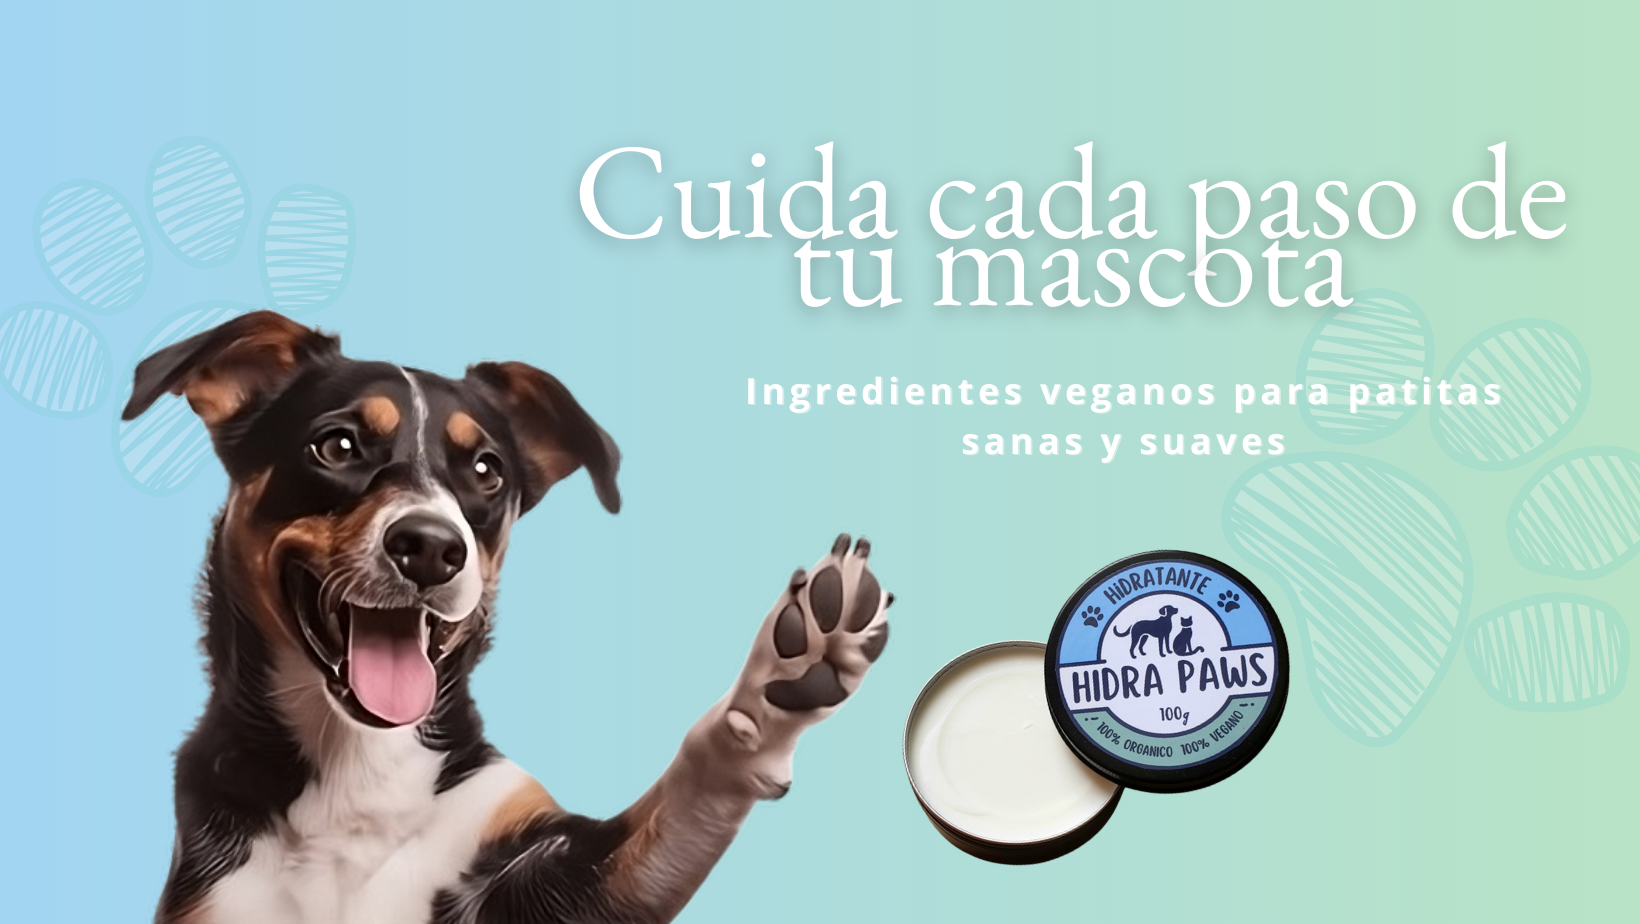 Cuida cada paso de
tu mascota
Ingredientes veganos para patitas
sanas y suaves
HiDRATANTE
HIDRA PAWS
100g
100% ORGANICO 100% VEGANO